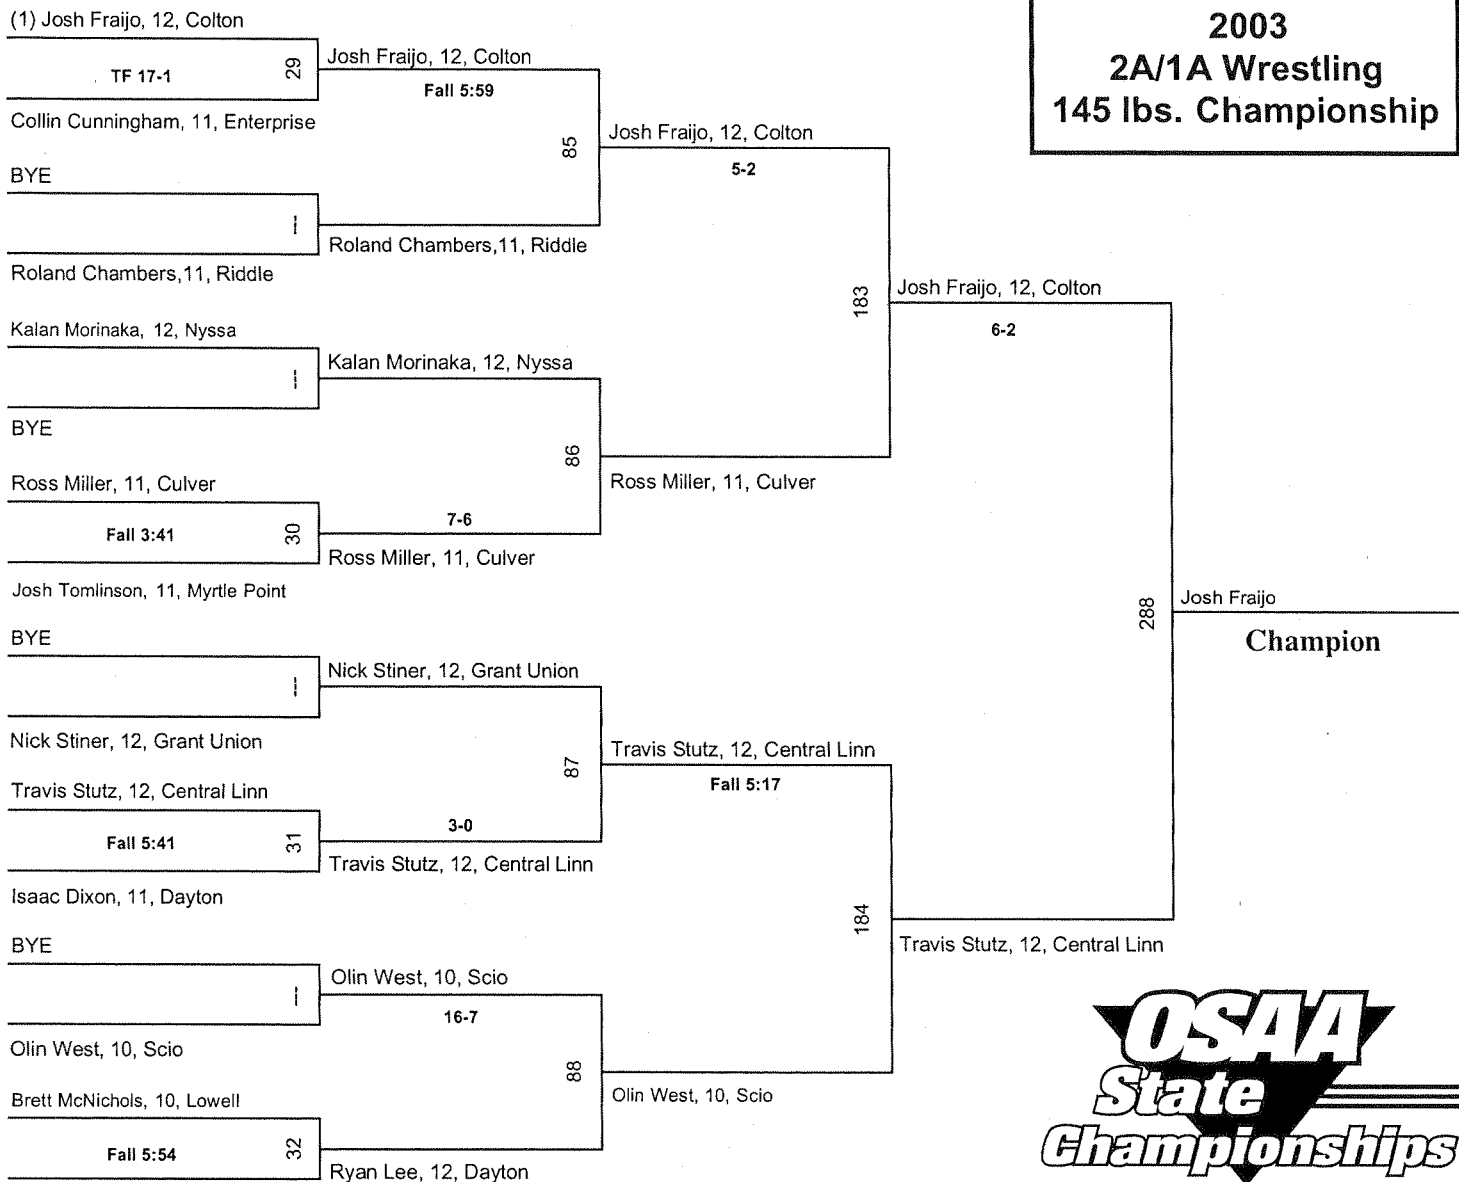 (1) Josh Fraijo, 12, Colton
TF 17-1
29
Collin Cunningham, 11, Enterprise
BYE
Roland Chambers,11, Riddle
Kalan Morinaka, 12, Nyssa
BYE
Ross Miller, 11, Culver
Fall 3:41
30
Josh Tomlinson, 11, Myrtle Point
BYE
Nick Stiner, 12, Grant Union
Travis Stutz, 12, Central Linn
Fall 5:41
31
Isaac Dixon, 11, Dayton
BYE
Olin West, 10, Scio
Brett McNichols, 10, Lowell
Fall 5:54
32
Josh Fraijo, 12, Colton
Fall 5:59
85
Roland Chambers,11, Riddle
Kalan Morinaka, 12, Nyssa
86
7-6
Ross Miller, 11, Culver
Nick Stiner, 12, Grant Union
87
3-0
Travis Stutz, 12, Central Linn
Olin West, 10, Scio
16-7
88
Ryan Lee, 12, Dayton
Josh Fraijo, 12, Colton
5-2
183
Ross Miller, 11, Culver
Travis Stutz, 12, Central Linn
Fall 5:17
184
Olin West, 10, Scio
Josh Fraijo, 12, Colton
6-2
288
Travis Stutz, 12, Central Linn
Josh Fraijo
Champion
2003
2A/1A Wrestling
145 lbs. Championship
OSAA
State
Championships